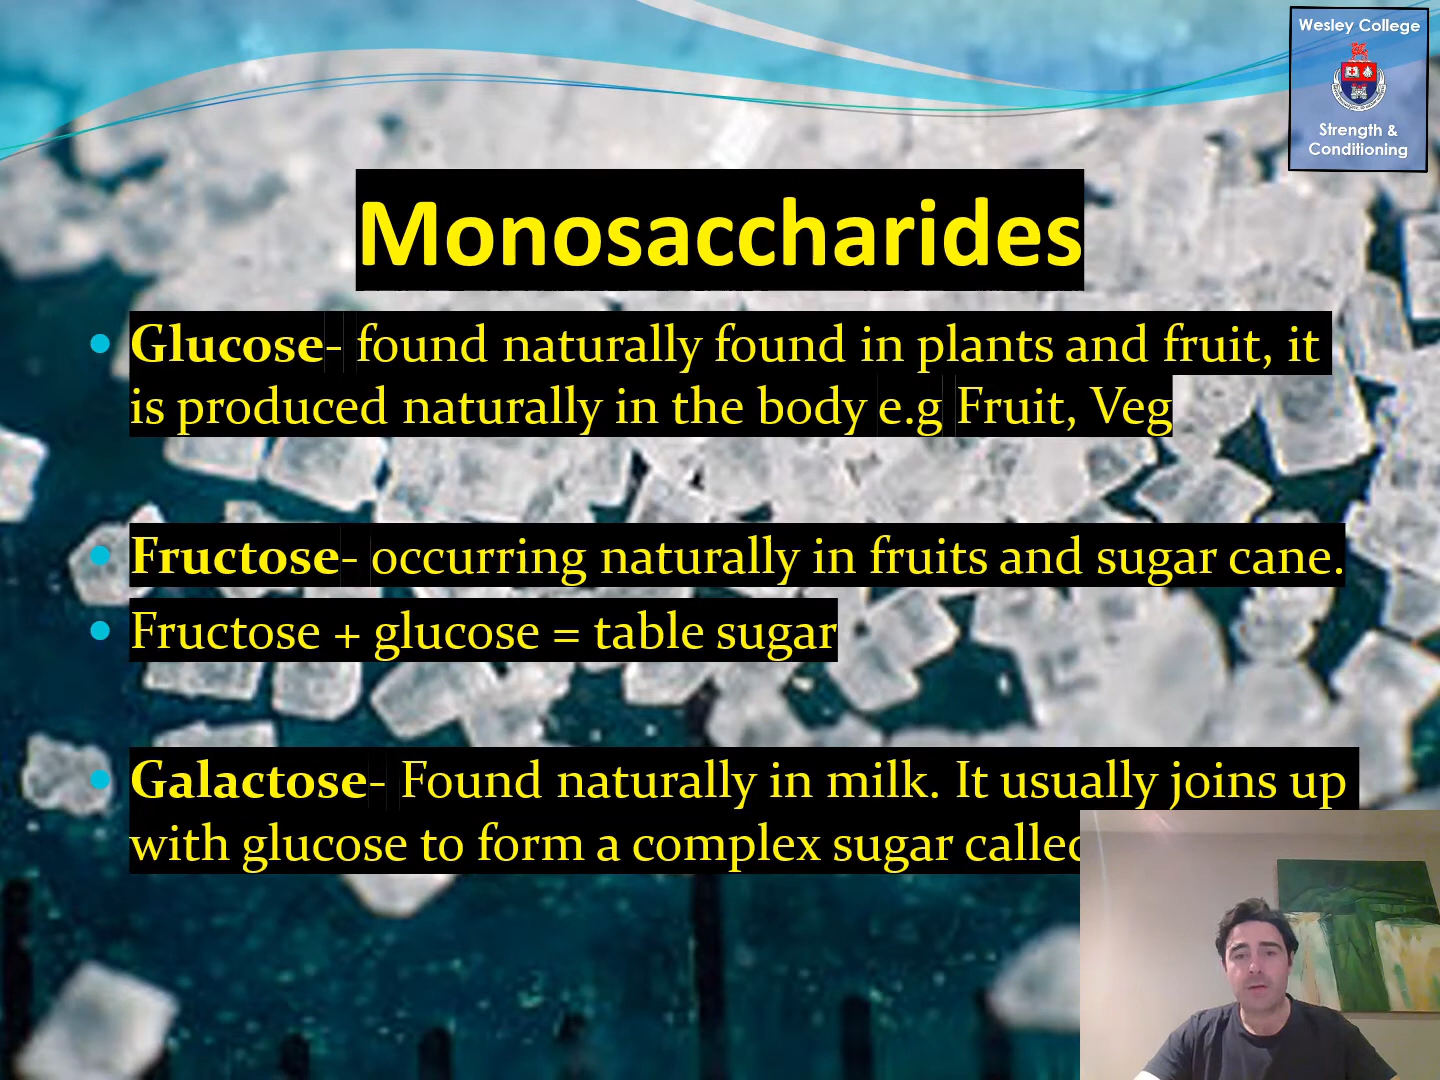 Wesley College
Strength &
Conditioning
Monosaccharides
Glucose- found naturally found in plants and fruit, it
is produced naturally in the body e.g Fruit, Veg
Fructose- occurring naturally in fruits and sugar cane.
Fructose + glucose = table sugar
Galactose- Found naturally in milk. It usually joins up
with glucose to form a complex sugar called